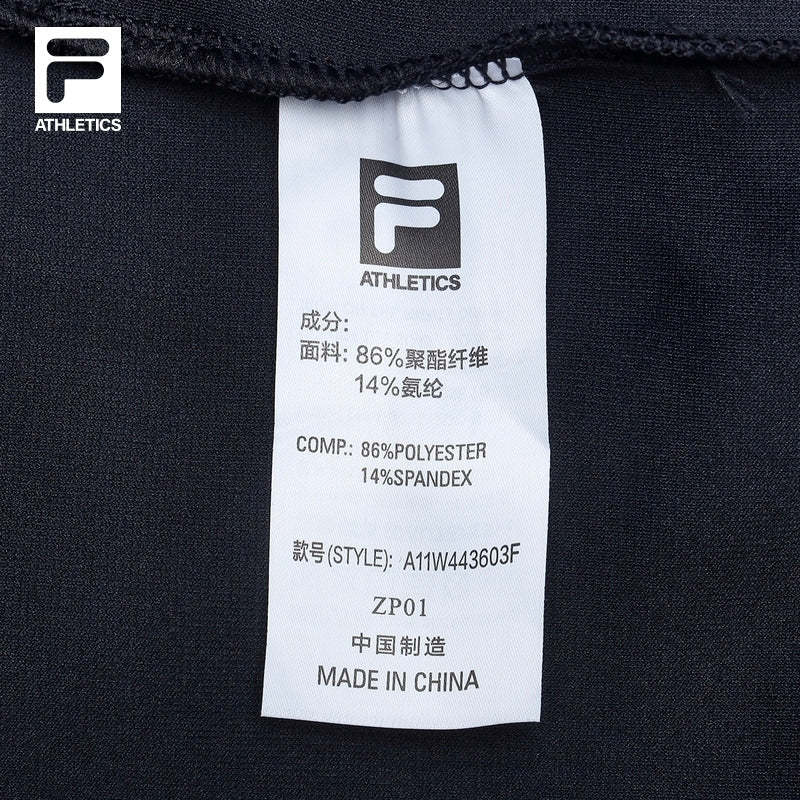 F
ATHLETICS
F
ATHLETICS
成分:
面料: 86%聚酯纤维
14%氨纶
COMP.: 86%POLYESTER
14%SPANDEX
款号(STYLE): A11W443603F
ZP01
中国制造
MADE IN CHINA